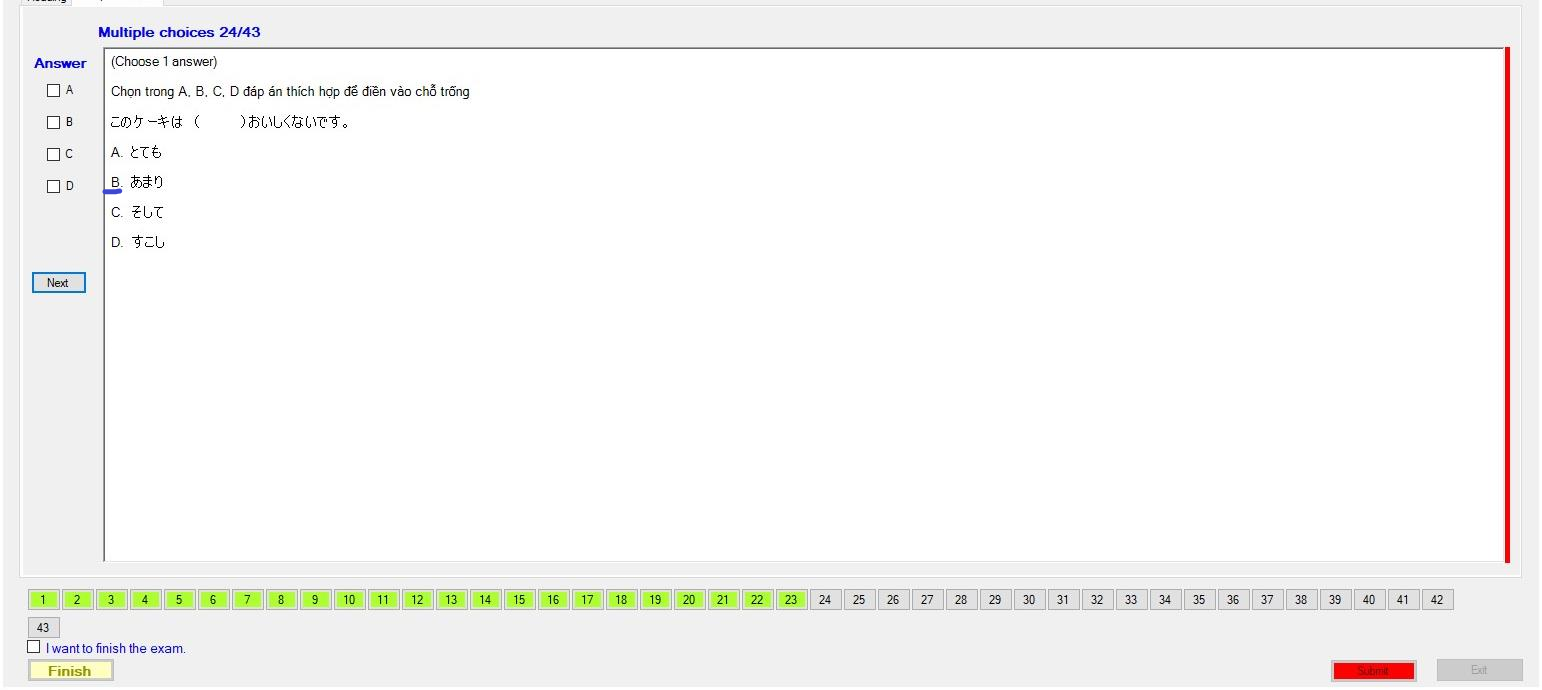 Multiple choices 24/43
Answer
(Choose 1 answer)
A
Chọn trong A, B, C, D đáp án thích hợp để điền vào chỗ trống
B
このケーキは （　　　）おいしくないです。
C
A. とても
D
B. あまり
C. そして
D. すこし
Next
1 2 3 4 5 6 7 8 9 10 11 12 13 14 15 16 17 18 19 20 21 22 23 24 25 26 27 28 29 30 31 32 33 34 35 36 37 38 39 40 41 42
43
I want to finish the exam.
Finish
Submit
Exit